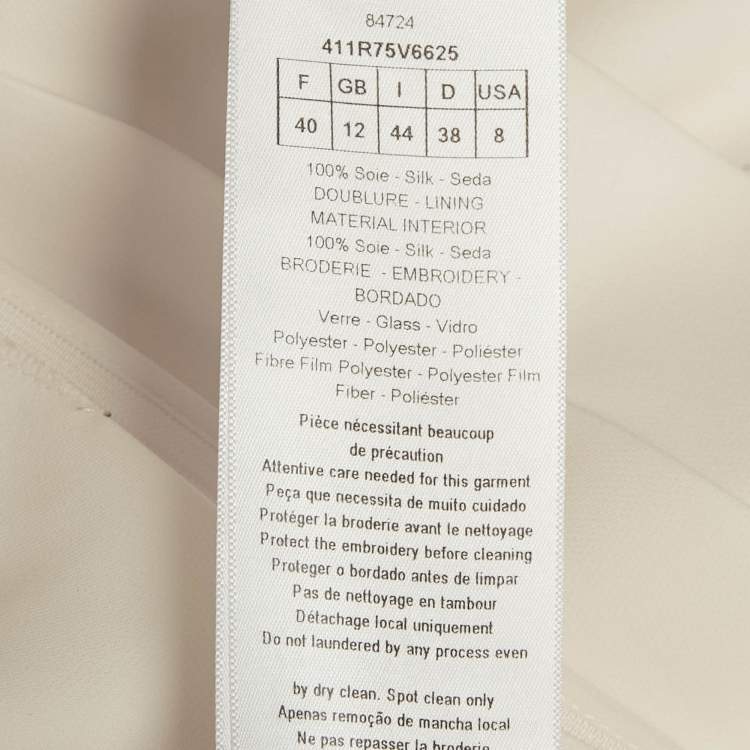 84724
411R75V6625
F GB I D USA
40 12 44 38 8
100% Soie - Silk - Seda
DOUBLURE - LINING
MATERIAL INTERIOR
100% Soie - Silk - Seda
BRODERIE - EMBROIDERY -
BORDADO
Verre - Glass - Vidro
Polyester - Polyester - Poliéster
Fibre Film Polyester - Polyester Film
Fiber - Poliéster
Pièce nécessitant beaucoup
de précaution
Attentive care needed for this garment
Peça que necessita de muito cuidado
Protéger la broderie avant le nettoyage
Protect the embroidery before cleaning
Proteger o bordado antes de limpar
Pas de nettoyage en tambour
Détachage local uniquement
Do not laundered by any process even
by dry clean. Spot clean only
Apenas remoção de mancha local
Ne pas repasser la broderie